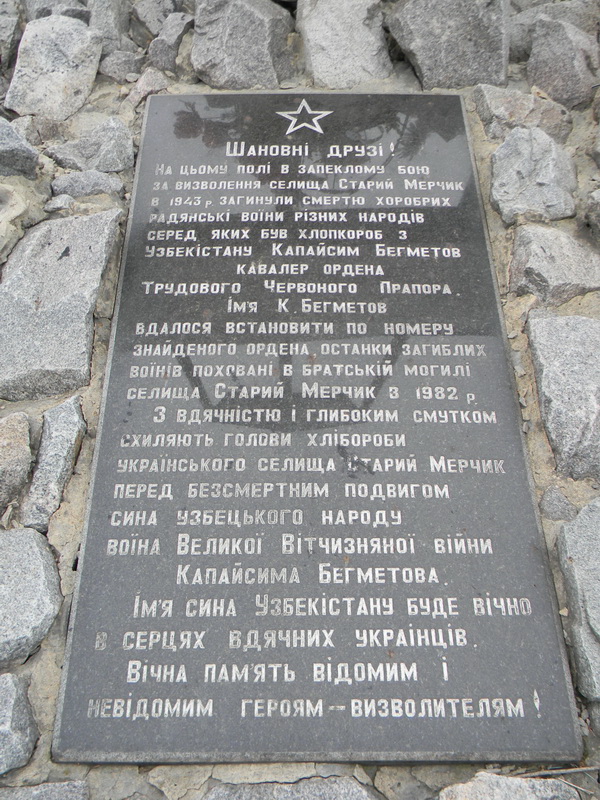 Шановні друзі!
На цьому полі в запеклому бою
за визволення селища Старий Мерчик
в 1943 р загинули смертю хоробрих
радянські воїни різних народів
серед яких був хлопкороб з
Узбекістану Капайсим Бегметов
кавалер ордена
Трудового Червоного Прапора.
Ім'я К. Бегметов
вдалося встановити по номеру
знайденого ордена останки загиблих
воїнів поховані в братській могилі
селища Старий Мерчик з 1982 р.
З вдячністю і глибоким смутком
схиляють голови хлібороби
українського селища Старий Мерчик
перед безсмертним подвигом
сина узбецького народу
воїна Великої Вітчизняної війни
Капайсима Бегметова.
Ім'я сина Узбекістану буде вічно
в серцях вдячних українців.
Вічна пам'ять відомим і
невідомим героям-визволителям!